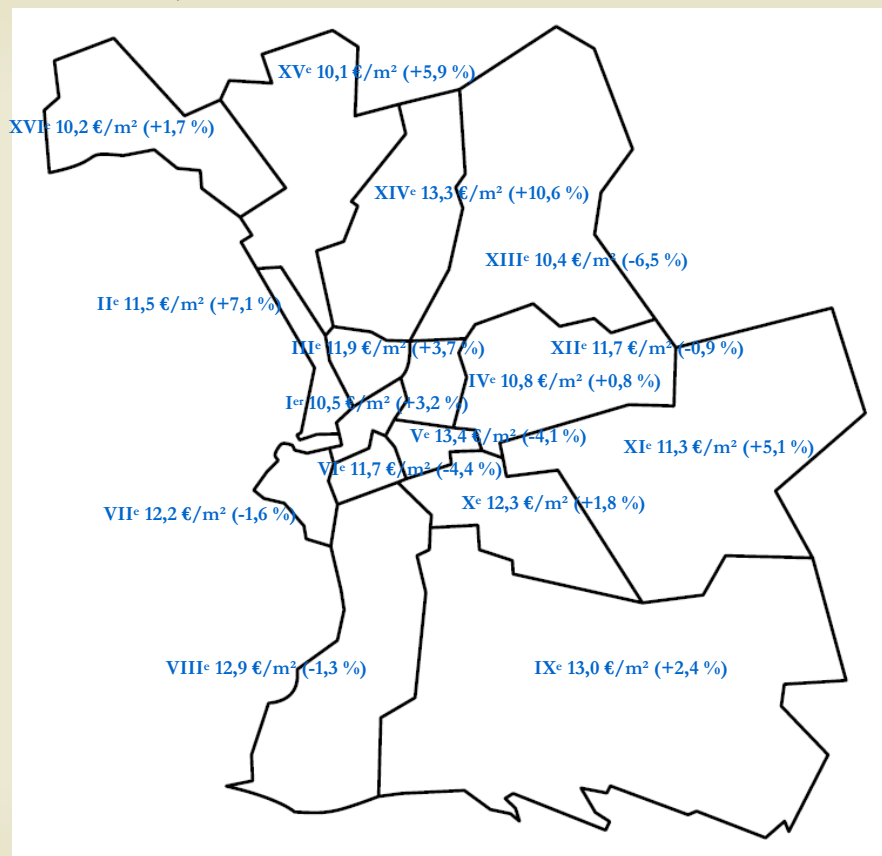 XVᵉ 10,1 €/m² (+5,9 %)
XVIᵉ 10,2 €/m² (+1,7 %)
XIVᵉ 13,3 €/m² (+10,6 %)
XIIIᵉ 10,4 €/m² (-6,5 %)
IIᵉ 11,5 €/m² (+7,1 %)
IIIᵉ 11,9 €/m² (+3,7 %)
XIIᵉ 11,7 €/m² (-0,9 %)
IVᵉ 10,8 €/m² (+0,8 %)
Iᵉʳ 10,5 €/m² (+3,2 %)
Vᵉ 13,4 €/m² (-4,1 %)
XIᵉ 11,3 €/m² (+5,1 %)
VIᵉ 11,7 €/m² (-4,4 %)
Xᵉ 12,3 €/m² (+1,8 %)
VIIᵉ 12,2 €/m² (-1,6 %)
VIIIᵉ 12,9 €/m² (-1,3 %)
IXᵉ 13,0 €/m² (+2,4 %)